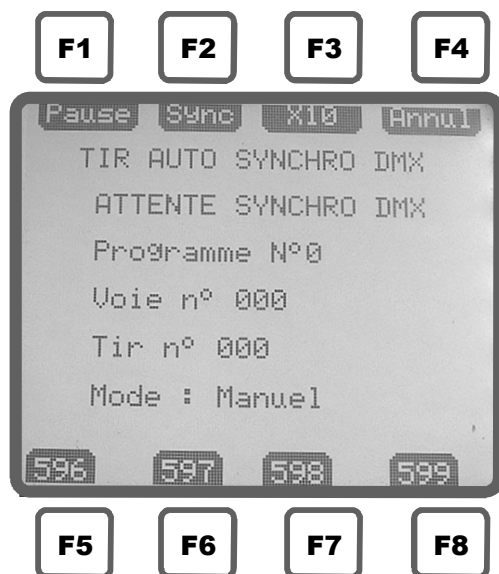 F1 F2 F3 F4
Pause Sync X10 Annul
TIR AUTO SYNCHRO DMX
ATTENTE SYNCHRO DMX
Programme N°0
Voie n° 000
Tir n° 000
Mode : Manuel
596 597 598 599
F5 F6 F7 F8